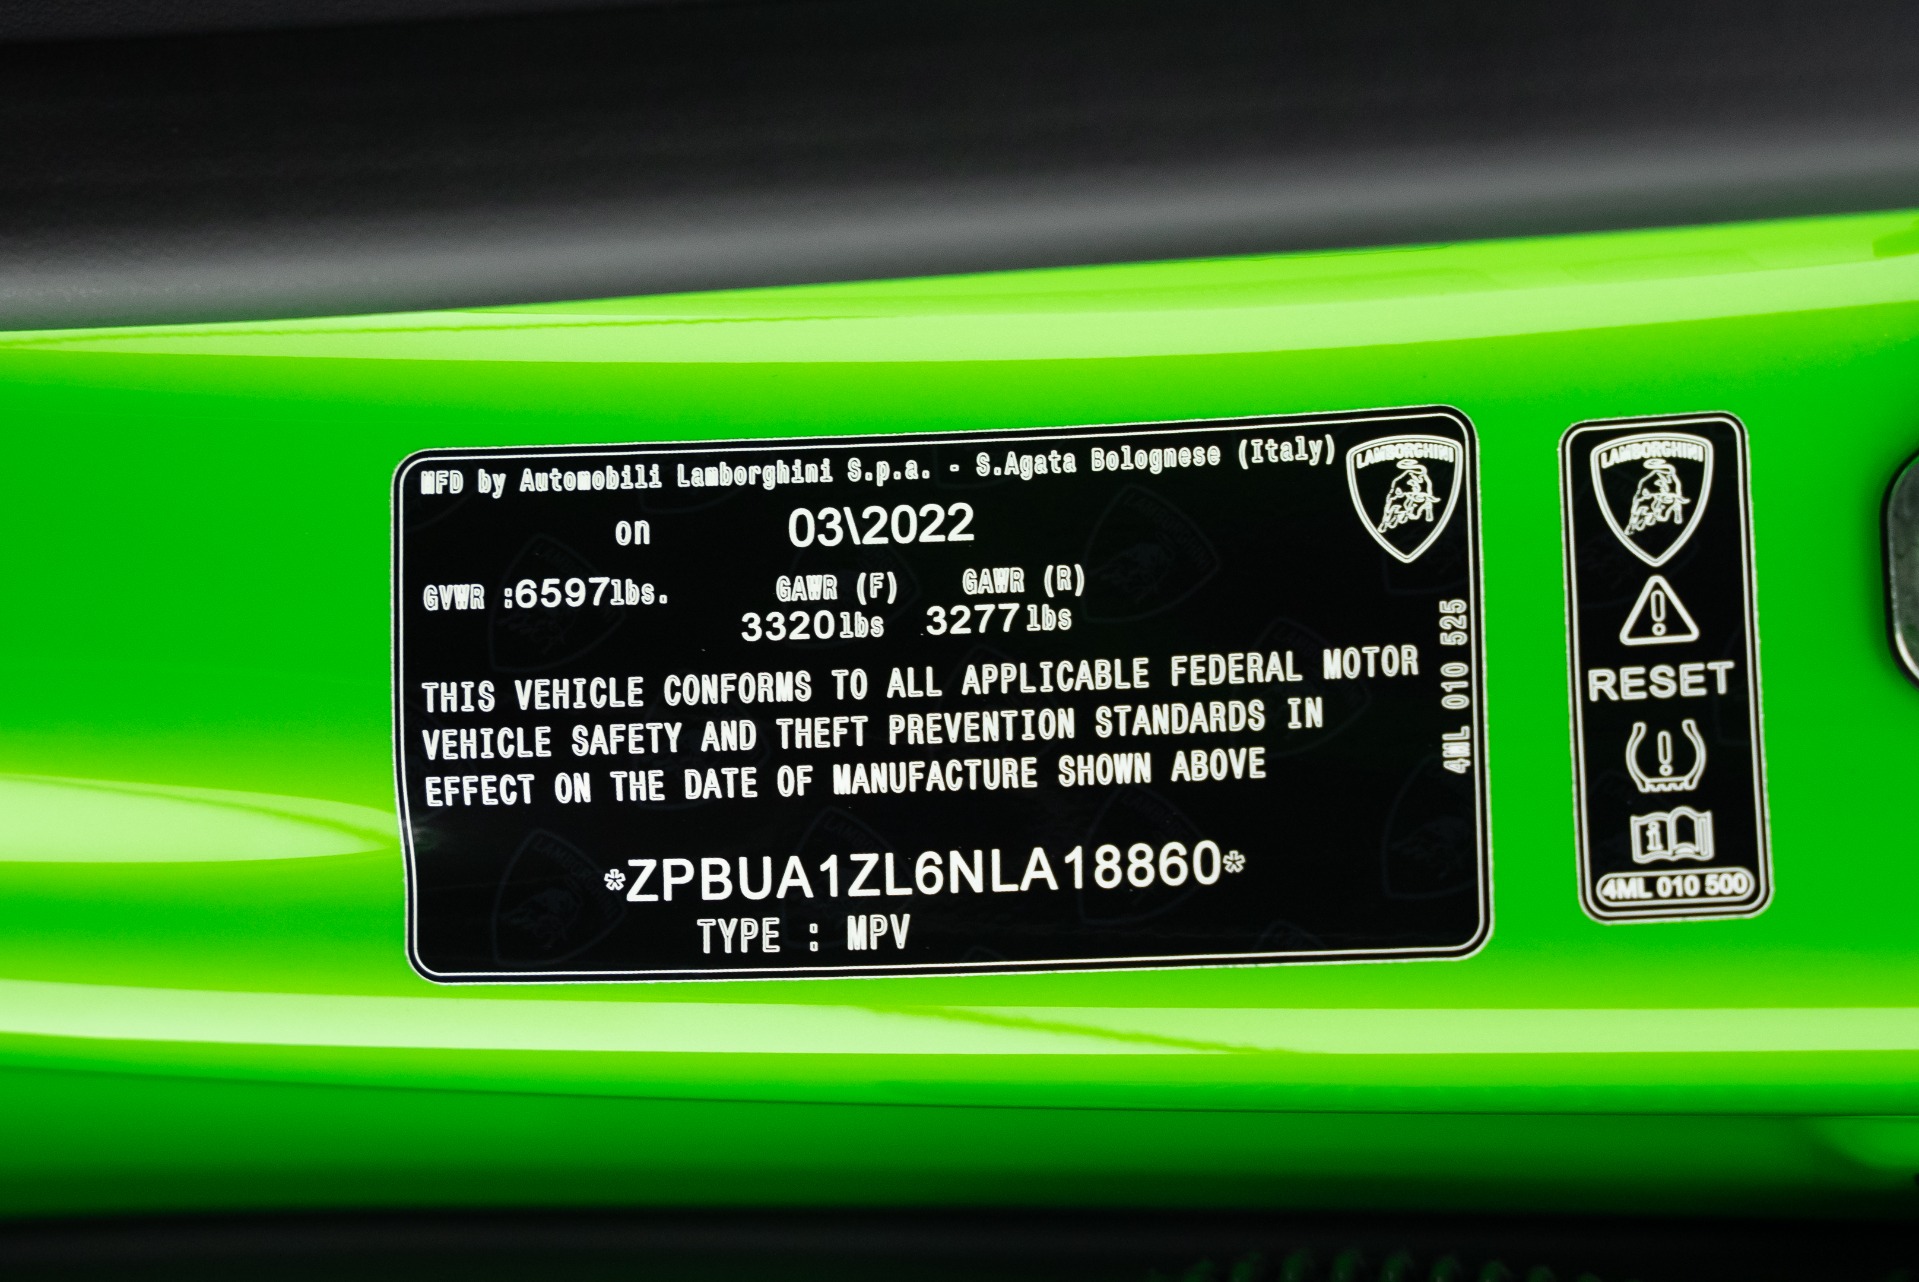 MFD by Automobili Lamborghini S.p.a. - S.Agata Bolognese (Italy)
LAMBORGHINI
on 03\2022
GVWR :6597lbs. GAWR (F) GAWR (R)
3320lbs 3277lbs
THIS VEHICLE CONFORMS TO ALL APPLICABLE FEDERAL MOTOR
VEHICLE SAFETY AND THEFT PREVENTION STANDARDS IN
EFFECT ON THE DATE OF MANUFACTURE SHOWN ABOVE
*ZPBUA1ZL6NLA18860*
TYPE : MPV
4ML 010 525
LAMBORGHINI
RESET
4ML 010 500